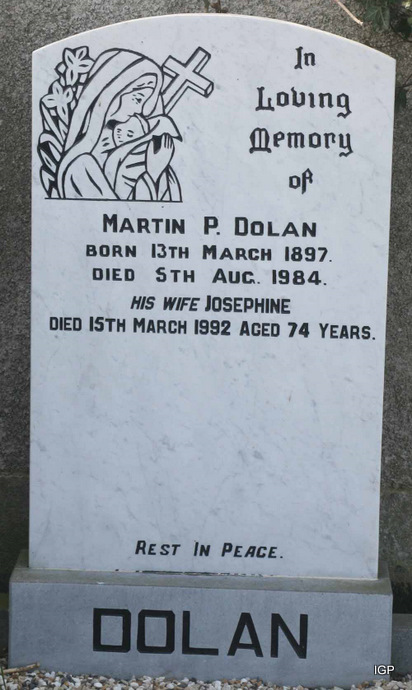 In
Loving
Memory
of
MARTIN P. DOLAN
BORN 13TH MARCH 1897.
DIED 5TH AUG. 1984.
HIS WIFE JOSEPHINE
DIED 15TH MARCH 1992 AGED 74 YEARS.
REST IN PEACE.
DOLAN
IGP